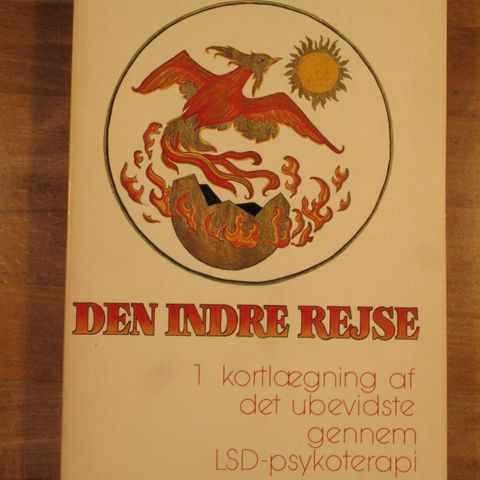 DEN INDRE REJSE
1 kortlægning af
det ubevidste
gennem
LSD-psykoterapi